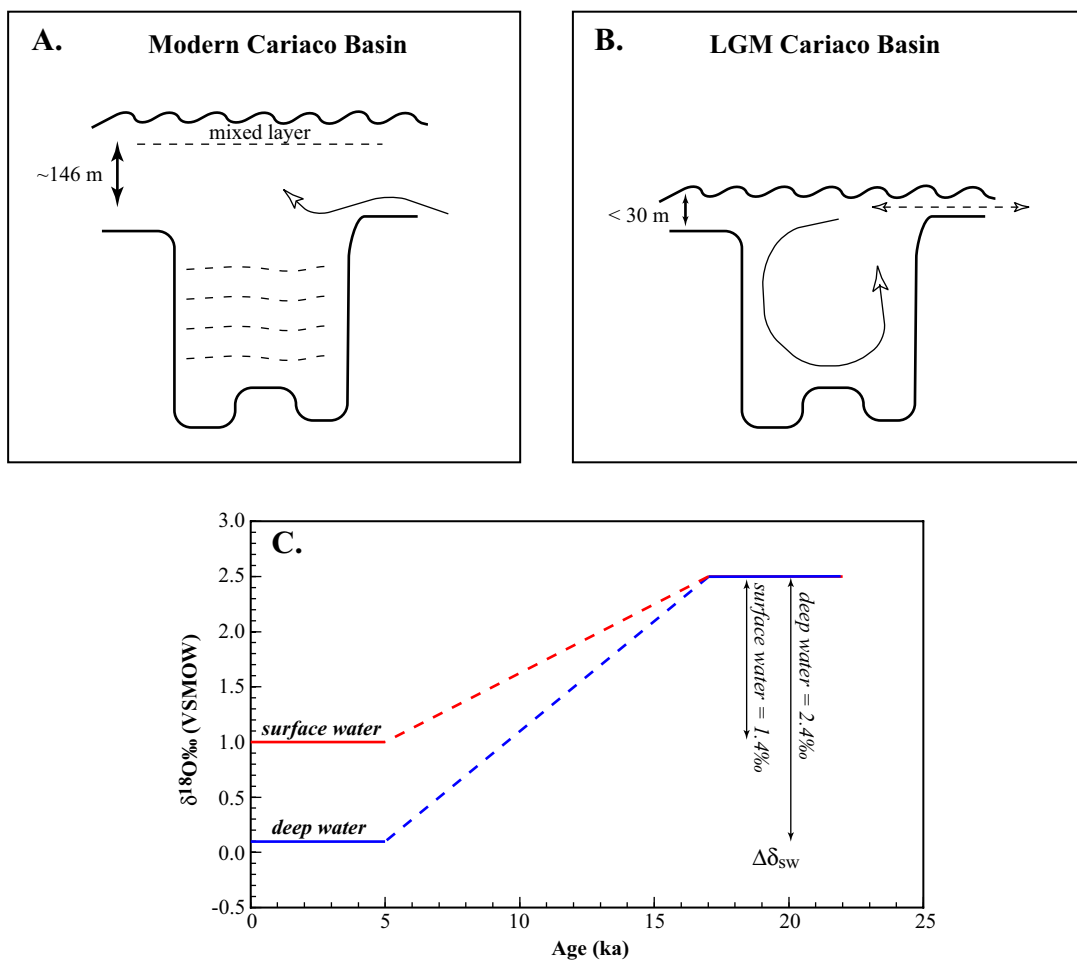 A.
Modern Cariaco Basin
mixed layer
~146 m
B.
LGM Cariaco Basin
< 30 m
C.
δ18O‰ (VSMOW)
3.0
2.5
2.0
1.5
1.0
0.5
0.0
-0.5
surface water
deep water
surface water = 1.4‰
deep water = 2.4‰
Δδsw
0
5
10
15
20
25
Age (ka)